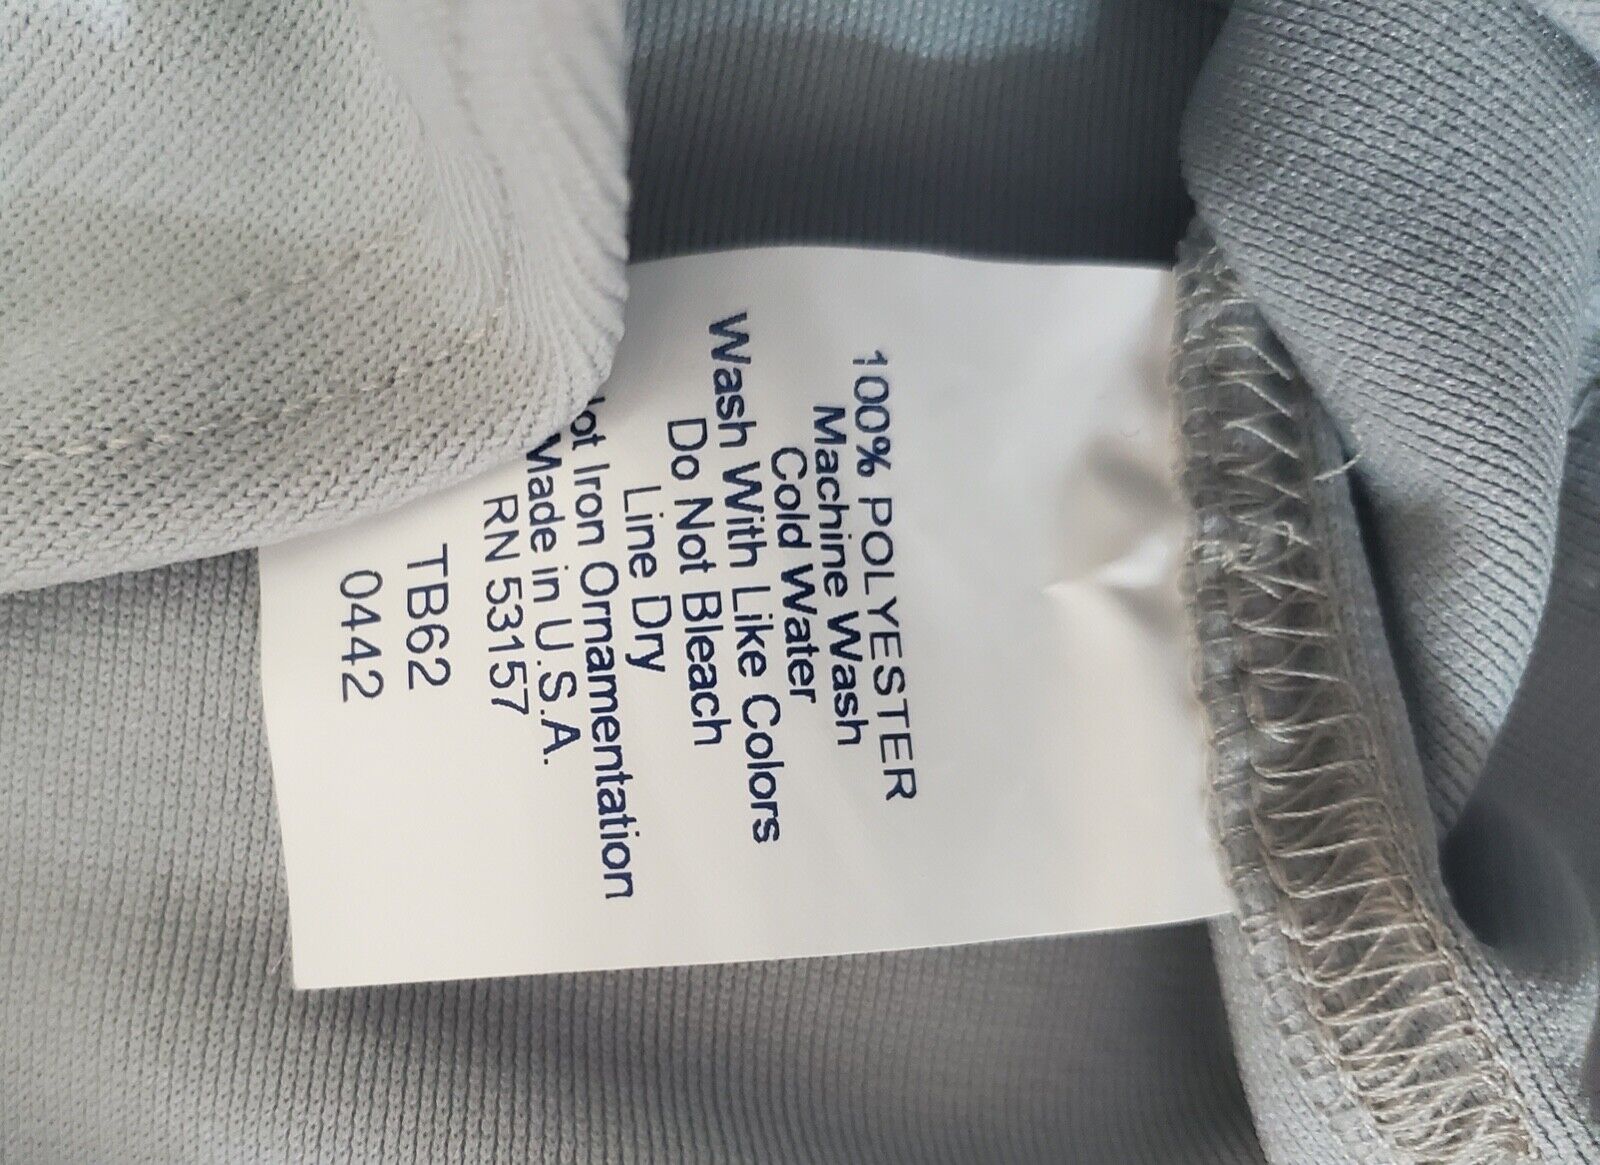 100% POLYESTER
Machine Wash
Cold Water
Wash With Like Colors
Do Not Bleach
Line Dry
Iron Ornamentation
Made in U.S.A.
RN 53157
TB62
0442